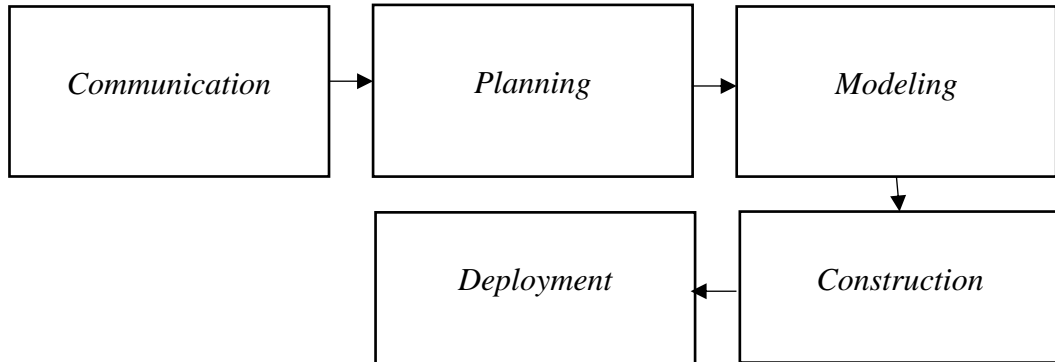 Communication
Planning
Modeling
Construction
Deployment